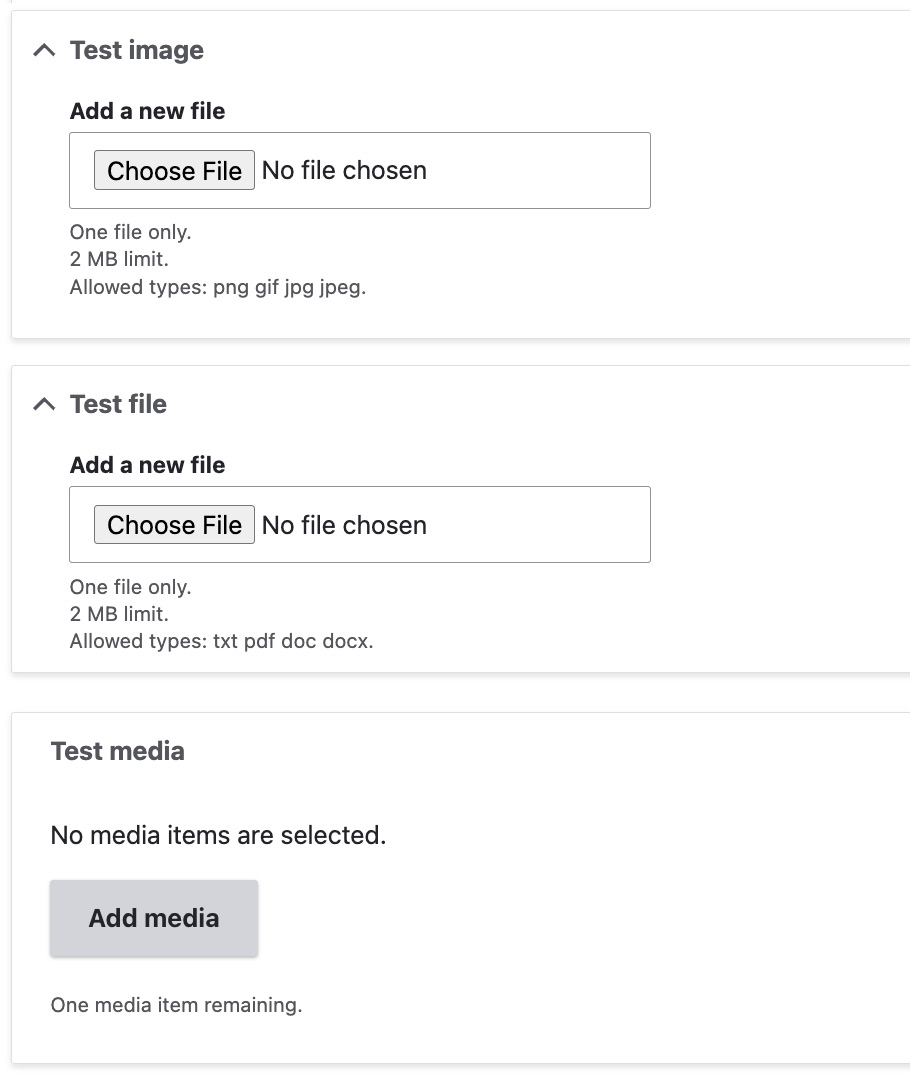 Test image
Add a new file
Choose File No file chosen
One file only.
2 MB limit.
Allowed types: png gif jpg jpeg.
Test file
Add a new file
Choose File No file chosen
One file only.
2 MB limit.
Allowed types: txt pdf doc docx.
Test media
No media items are selected.
Add media
One media item remaining.